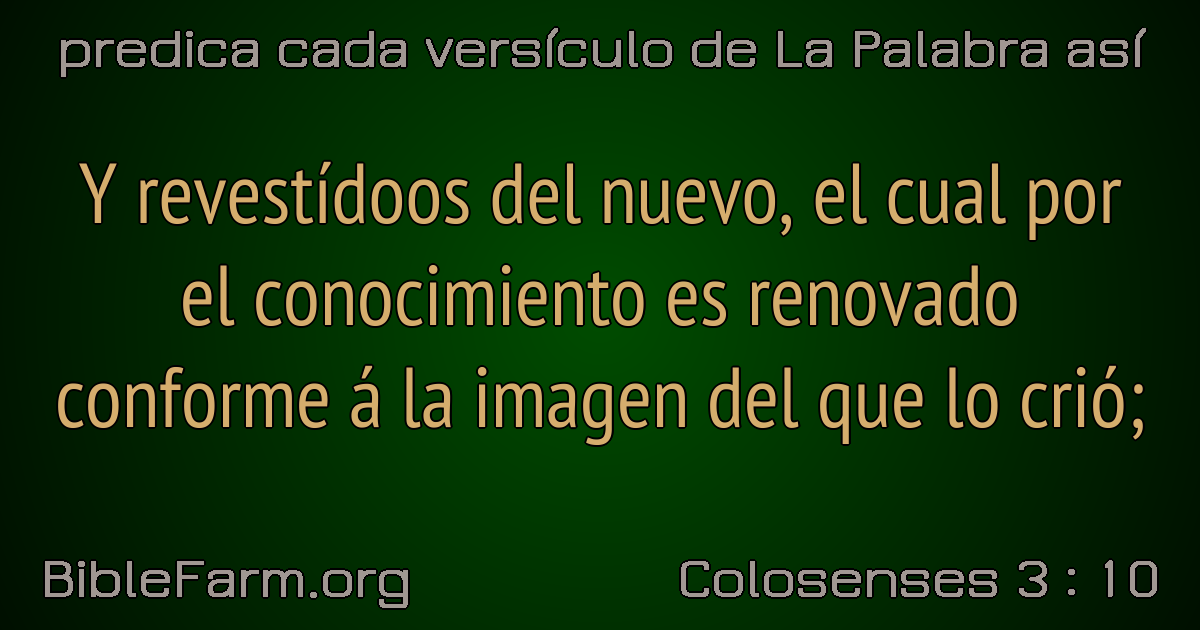 predica cada versículo de La Palabra así
Y revestídoos del nuevo, el cual por
el conocimiento es renovado
conforme á la imagen del que lo crió;
BibleFarm.org
Colosenses 3 : 10